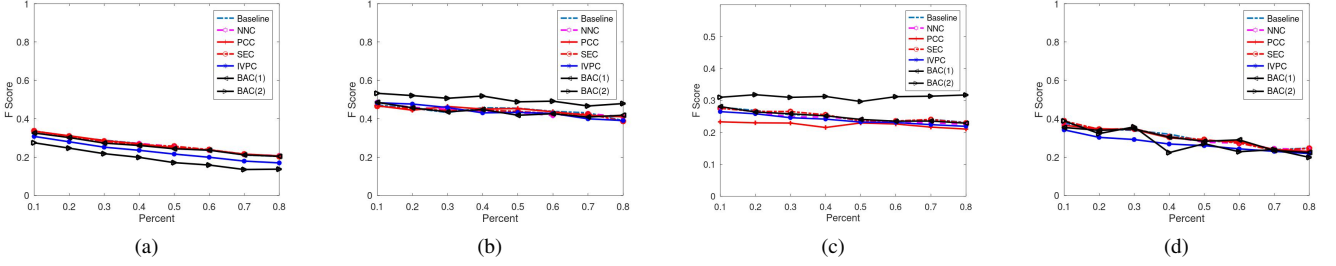 1
0.8
0.6
0.4
0.2
0
F Score
0.1 0.2 0.3 0.4 0.5 0.6 0.7 0.8
Percent
Baseline
NNC
PCC
SEC
IVPC
BAC(1)
BAC(2)
(a)
1
0.8
0.6
0.4
0.2
0
F Score
0.1 0.2 0.3 0.4 0.5 0.6 0.7 0.8
Percent
Baseline
NNC
PCC
SEC
IVPC
BAC(1)
BAC(2)
(b)
0.5
0.4
0.3
0.2
0.1
0
F Score
0.1 0.2 0.3 0.4 0.5 0.6 0.7 0.8
Percent
Baseline
NNC
PCC
SEC
IVPC
BAC(1)
BAC(2)
(c)
1
0.8
0.6
0.4
0.2
0
F Score
0.1 0.2 0.3 0.4 0.5 0.6 0.7 0.8
Percent
Baseline
NNC
PCC
SEC
IVPC
BAC(1)
BAC(2)
(d)